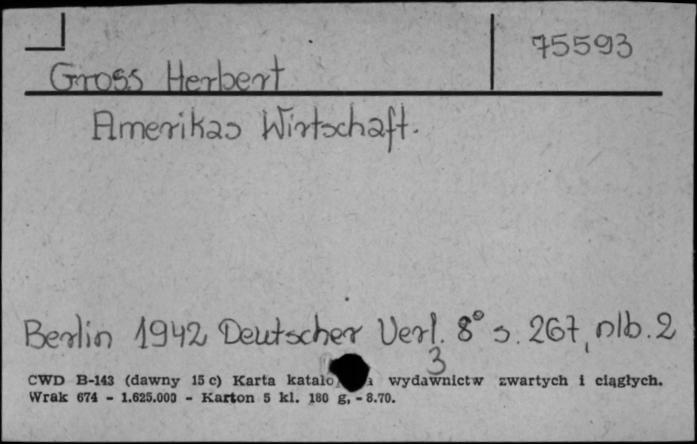 75593
Gross Herbert
Amerikas Wirtschaft.
Berlin 1942 Deutscher Verl. 8° s. 267, nlb. 2
3
CWD B-143 (dawny 15 c) Karta wydawnictw zwartych i ciągłych.
Wrak 674 - 1.625.000 - Karton 5 kl. 180 g, - 8.70.